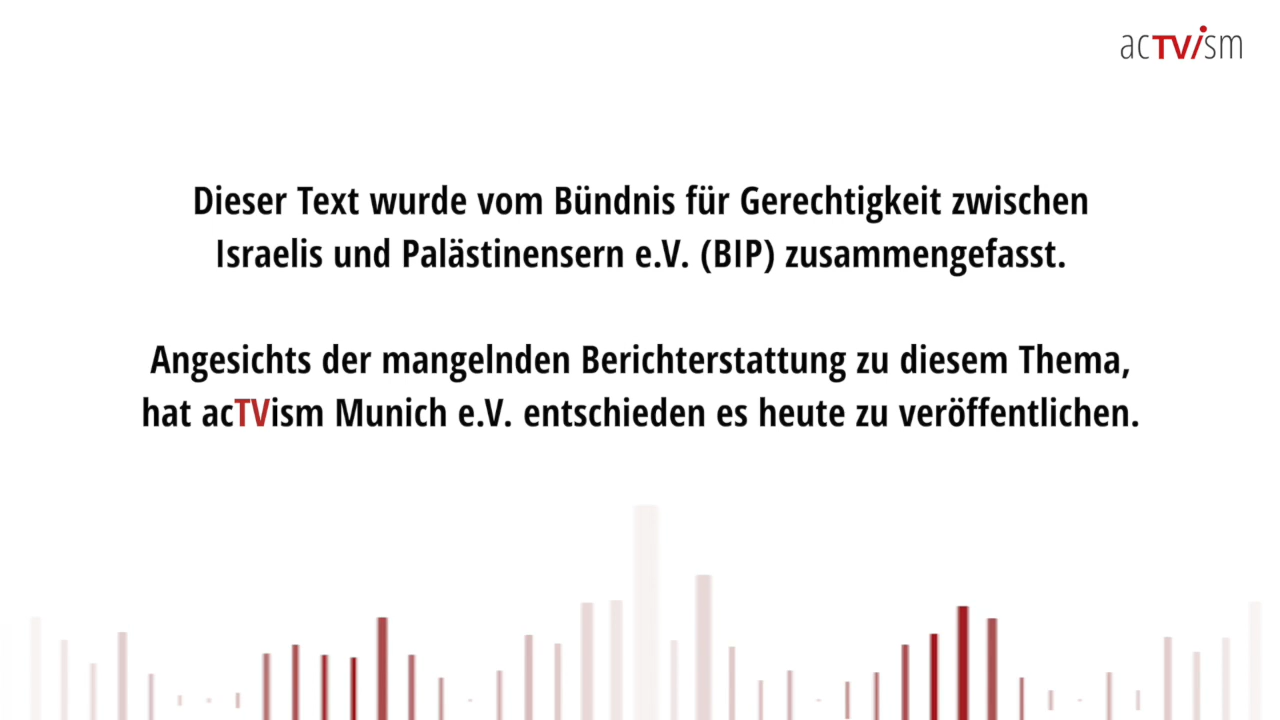 acTVism
Dieser Text wurde vom Bündnis für Gerechtigkeit zwischen
Israelis und Palästinensern e.V. (BIP) zusammengefasst.
Angesichts der mangelnden Berichterstattung zu diesem Thema,
hat acTVism Munich e.V. entschieden es heute zu veröffentlichen.